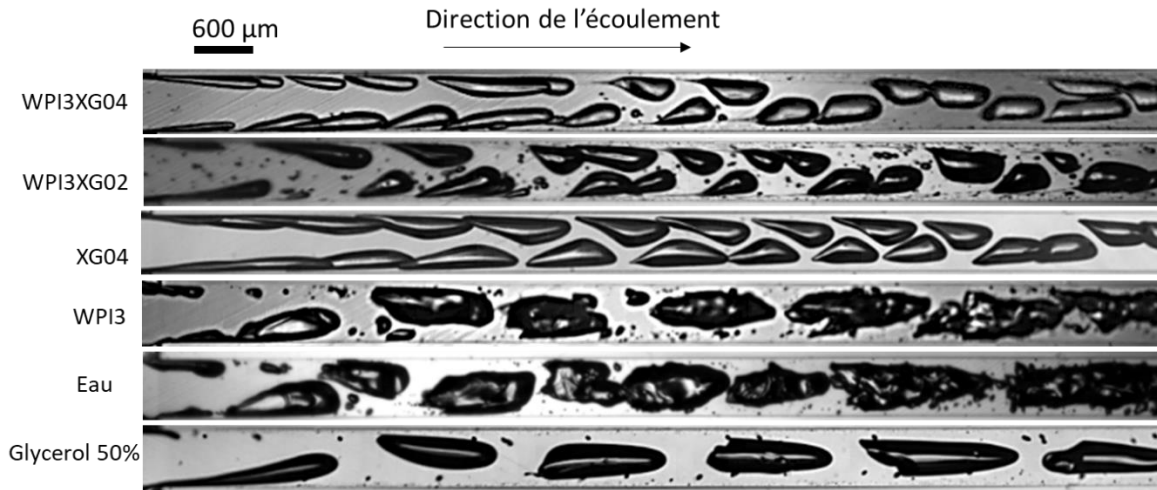 Direction de l’écoulement
600 µm
WPI3XG04
WPI3XG02
XG04
WPI3
Eau
Glycerol 50%